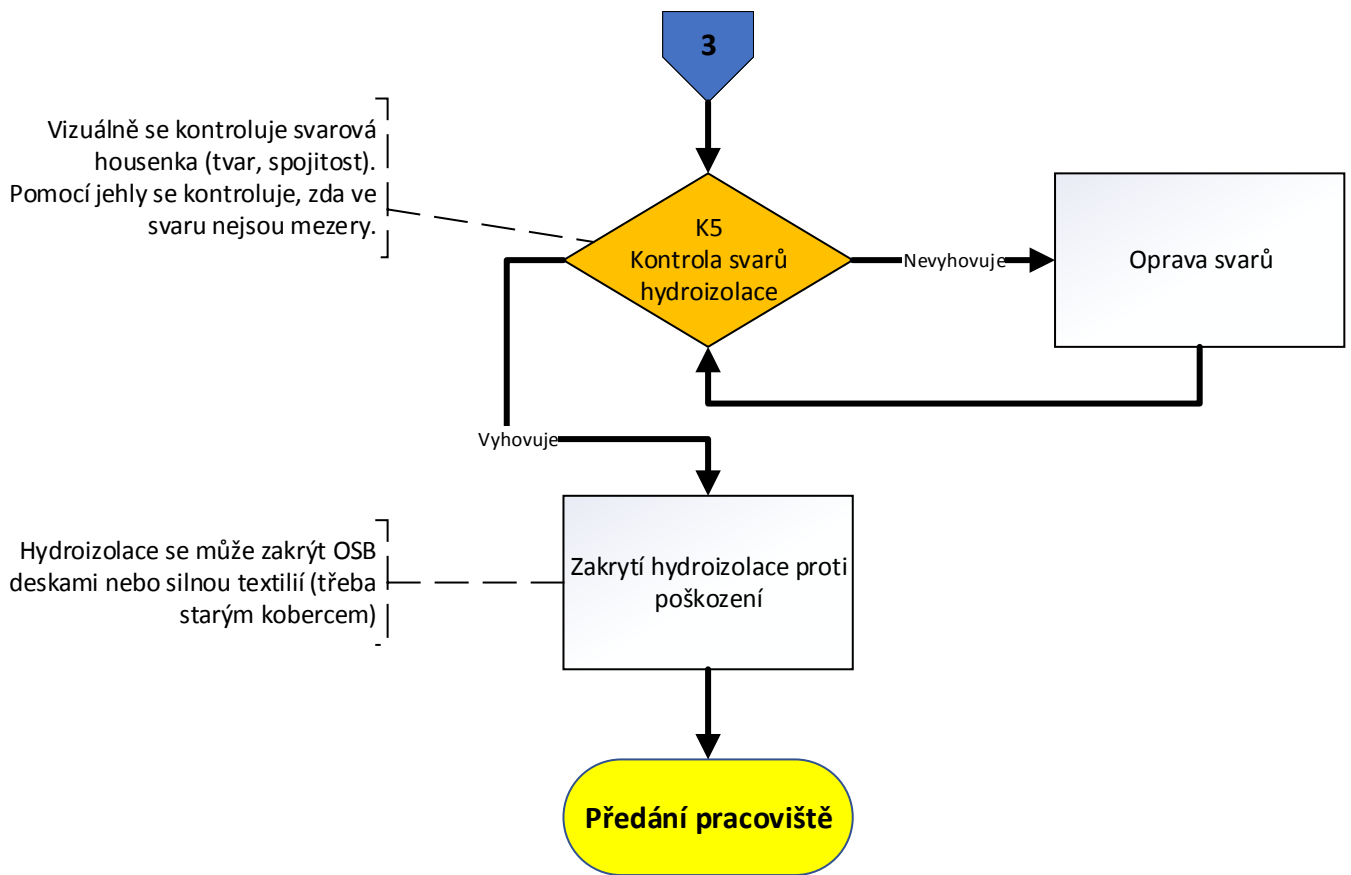 3
Vizuálně se kontroluje svarová
housenka (tvar, spojitost).
Pomocí jehly se kontroluje, zda ve
svaru nejsou mezery.
K5
Kontrola svarů
hydroizolace
Nevyhovuje
Oprava svarů
Vyhovuje
Hydroizolace se může zakrýt OSB
deskami nebo silnou textilií (třeba
starým kobercem)
Zakrytí hydroizolace proti
poškození
Předání pracoviště